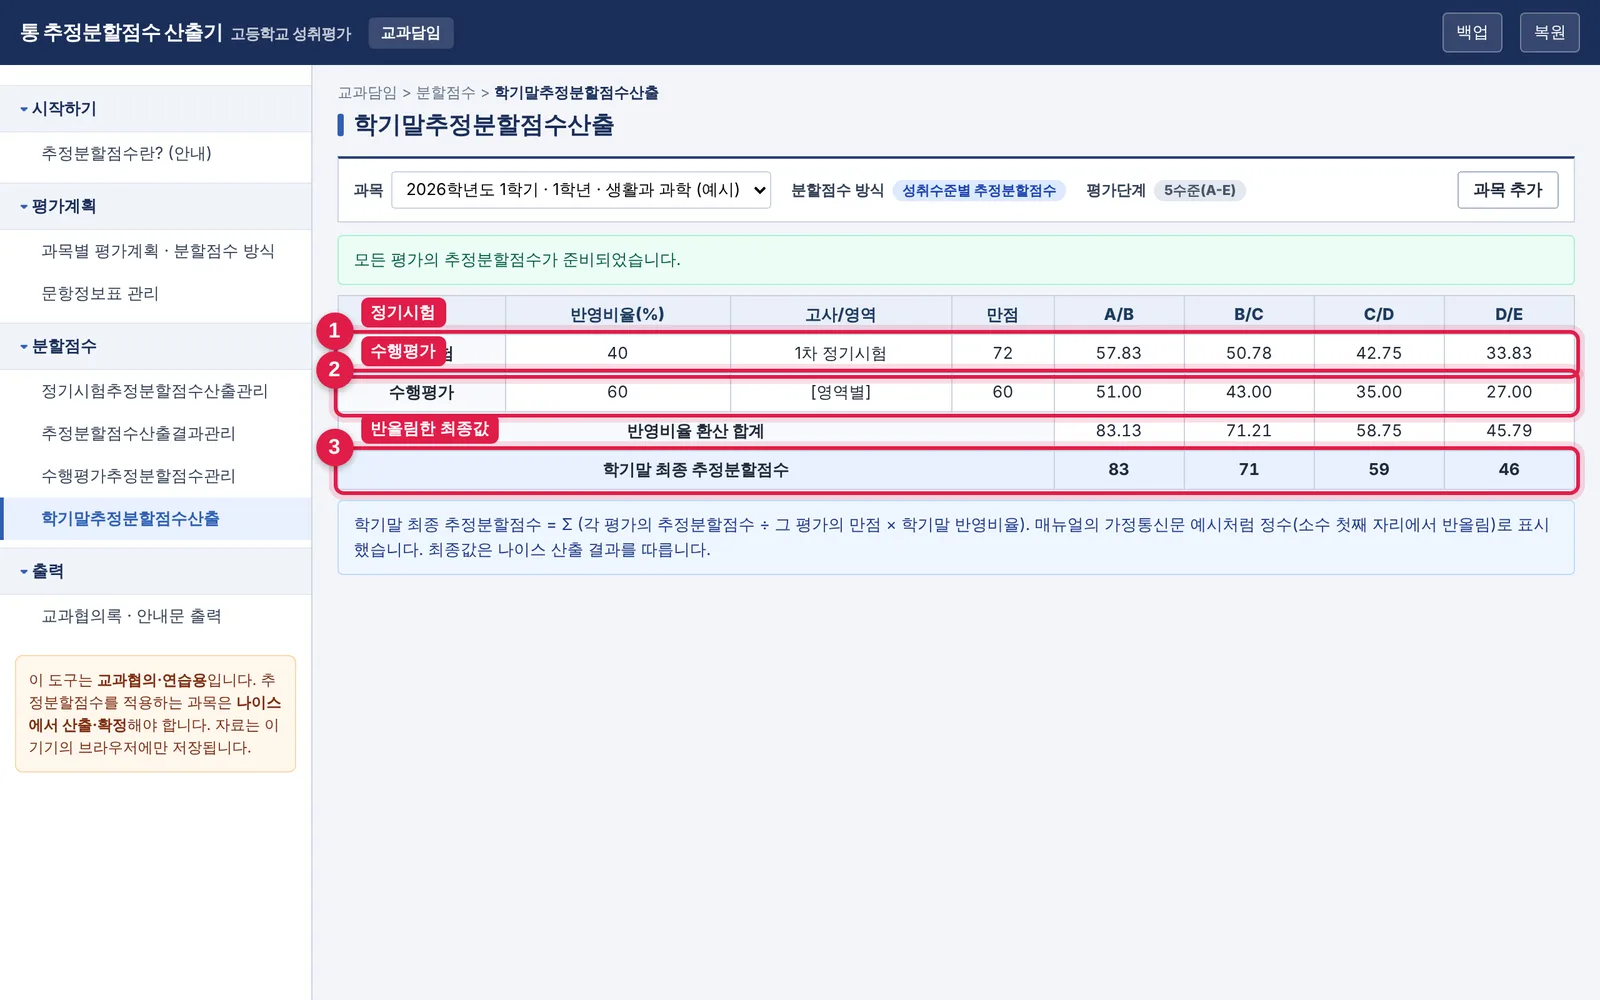 통 추정분할점수 산출기 고등학교 성취평가 교과담임 백업 복원
시작하기
추정분할점수란? (안내)
평가계획
과목별 평가계획 · 분할점수 방식
문항정보표 관리
분할점수
정기시험추정분할점수산출관리
추정분할점수산출결과관리
수행평가추정분할점수관리
학기말추정분할점수산출
출력
교과협의록 · 안내문 출력
이 도구는 교과협의·연습용입니다. 추
정분할점수를 적용하는 과목은 나이스
에서 산출·확정해야 합니다. 자료는 이
기기의 브라우저에만 저장됩니다.
교과담임 > 분할점수 > 학기말추정분할점수산출
학기말추정분할점수산출
과목 2026학년도 1학기 · 1학년 · 생활과 과학 (예시) 분할점수 방식 성취수준별 추정분할점수 평가단계 5수준(A-E) 과목 추가
모든 평가의 추정분할점수가 준비되었습니다.
정기시험 반영비율(%) 고사/영역 만점 A/B B/C C/D D/E
1 수행평가 40 1차 정기시험 72 57.83 50.78 42.75 33.83
2 수행평가 60 [영역별] 60 51.00 43.00 35.00 27.00
반올림한 최종값 반영비율 환산 합계 83.13 71.21 58.75 45.79
3 학기말 최종 추정분할점수 83 71 59 46
학기말 최종 추정분할점수 = Σ (각 평가의 추정분할점수 ÷ 그 평가의 만점 × 학기말 반영비율). 매뉴얼의 가정통신문 예시처럼 정수(소수 첫째 자리에서 반올림)로 표시
했습니다. 최종값은 나이스 산출 결과를 따릅니다.